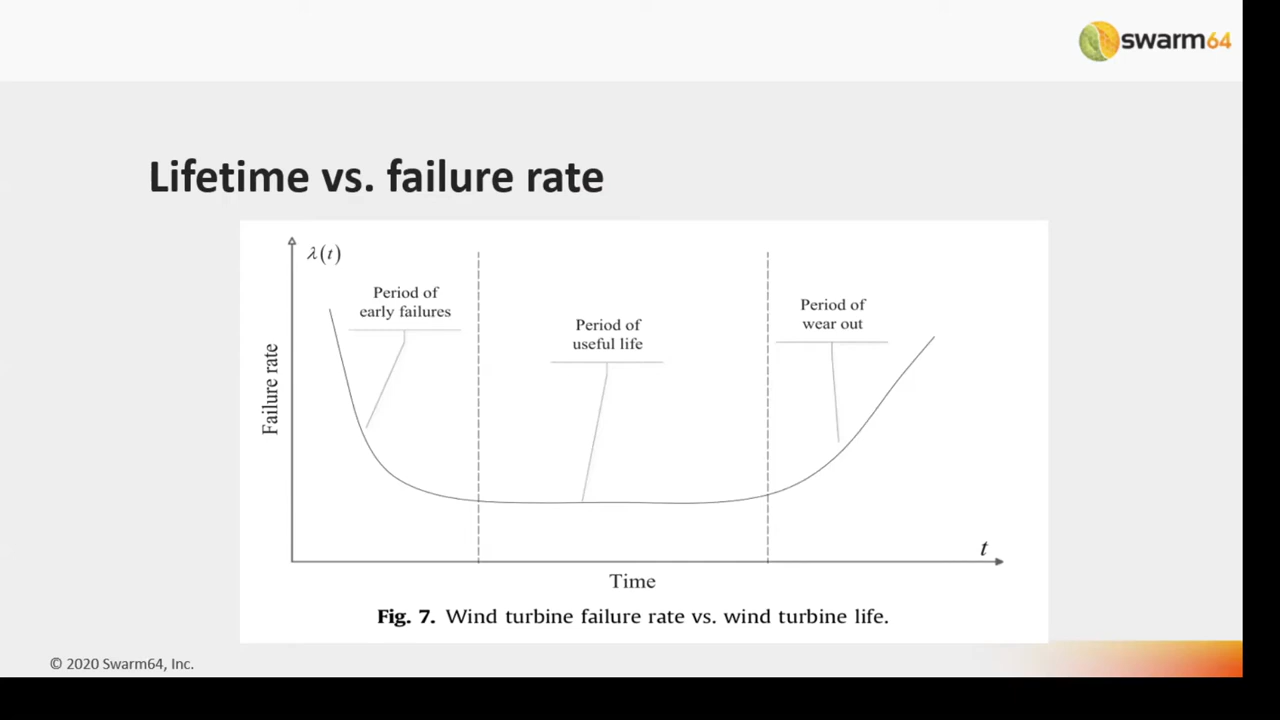 swarm64
Lifetime vs. failure rate
λ(t)
Period of
early failures
Period of
useful life
Period of
wear out
Failure rate
t
Time
Fig. 7. Wind turbine failure rate vs. wind turbine life.
© 2020 Swarm64, Inc.